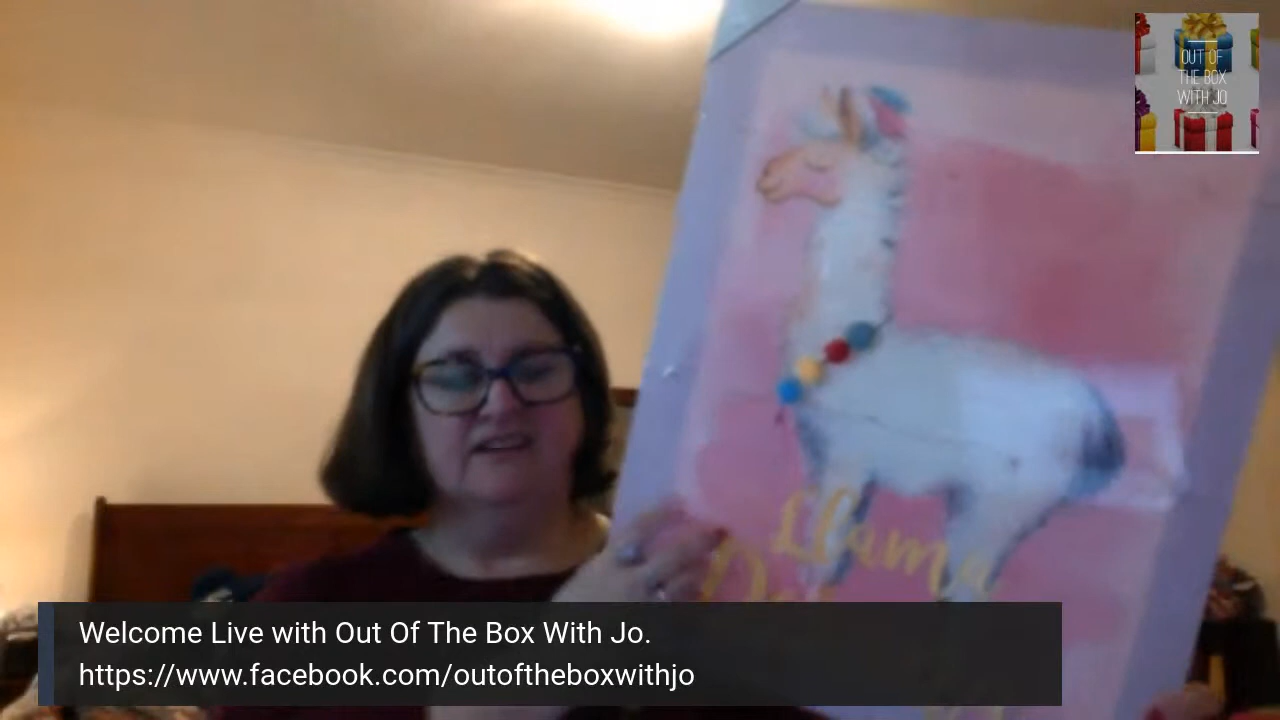 OUT OF
THE BOX
WITH JO
Llama
Welcome Live with Out Of The Box With Jo.
https://www.facebook.com/outoftheboxwithjo